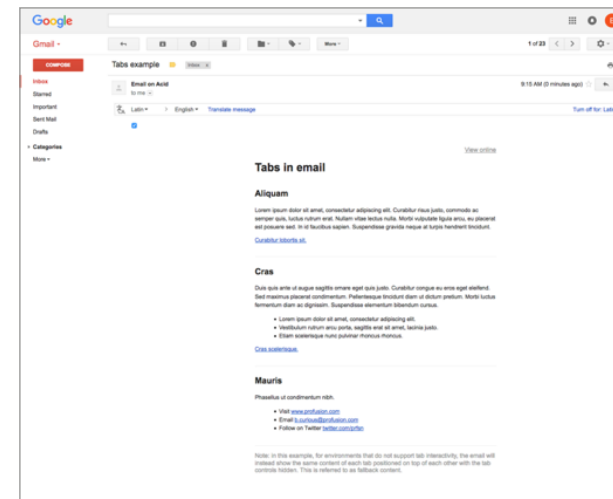 Google
Gmail
More
1 of 23
COMPOSE
Tabs example
Inbox x
Inbox
Starred
Important
Sent Mail
Drafts
Categories
More
Email on Acid
to me
9:15 AM (0 minutes ago)
Latin > English Translate message
Turn off for: Lati
View online
Tabs in email
Aliquam
Lorem ipsum dolor sit amet, consectetur adipiscing elit. Curabitur risus justo, commodo ac
semper quis, luctus rutrum erat. Nullam vitae lectus nulla. Morbi vulputate ligula arcu, eu placerat
est posuere sed. In id faucibus sapien. Suspendisse gravida neque at turpis hendrerit tincidunt.
Curabitur lobortis sit.
Cras
Duis quis ante ut augue sagittis ornare eget quis justo. Curabitur congue eu eros eget eleifend.
Sed maximus placerat condimentum. Pellentesque tincidunt diam ut dictum pretium. Morbi luctus
fermentum diam ac dignissim. Suspendisse elementum bibendum cursus.
• Lorem ipsum dolor sit amet, consectetur adipiscing elit.
• Vestibulum rutrum arcu porta, sagittis erat sit amet, lacinia justo.
• Etiam scelerisque nunc pulvinar rhoncus rhoncus.
Cras scelerisque.
Mauris
Phasellus ut condimentum nibh.
• Visit www.profusion.com
• Email b.curious@profusion.com
• Follow on Twitter twitter.com/prfsn
Note: in this example, for environments that do not support tab interactivity, the email will
instead show the same content of each tab positioned on top of each other with the tab
controls hidden. This is referred to as fallback content.